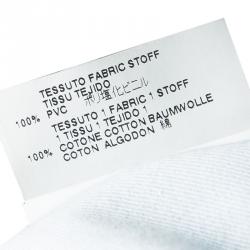 TESSUTO FABRIC STOFF
TISSU TEJIDO
100% PVC ポリ塩化ビニル
TESSUTO 1 FABRIC 1 STOFF
1 TISSU 1 TEJIDO 1
100% COTONE COTTON BAUMWOLLE
COTON ALGODON 綿